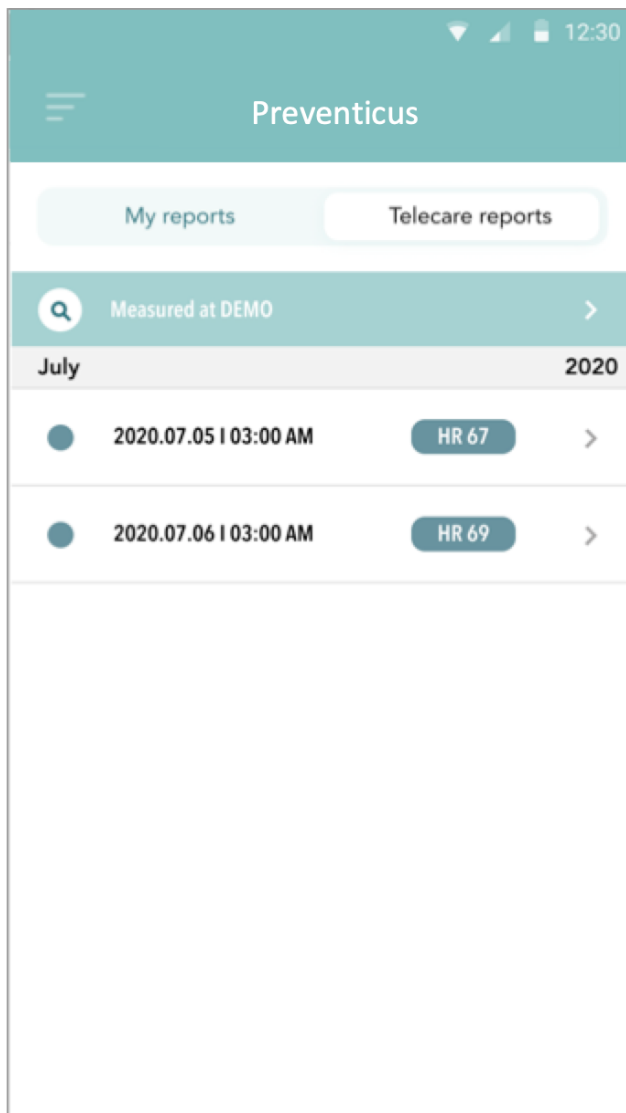 12:30
Preventicus
My reports Telecare reports
Measured at DEMO
July 2020
2020.07.05 I 03:00 AM HR 67
2020.07.06 I 03:00 AM HR 69